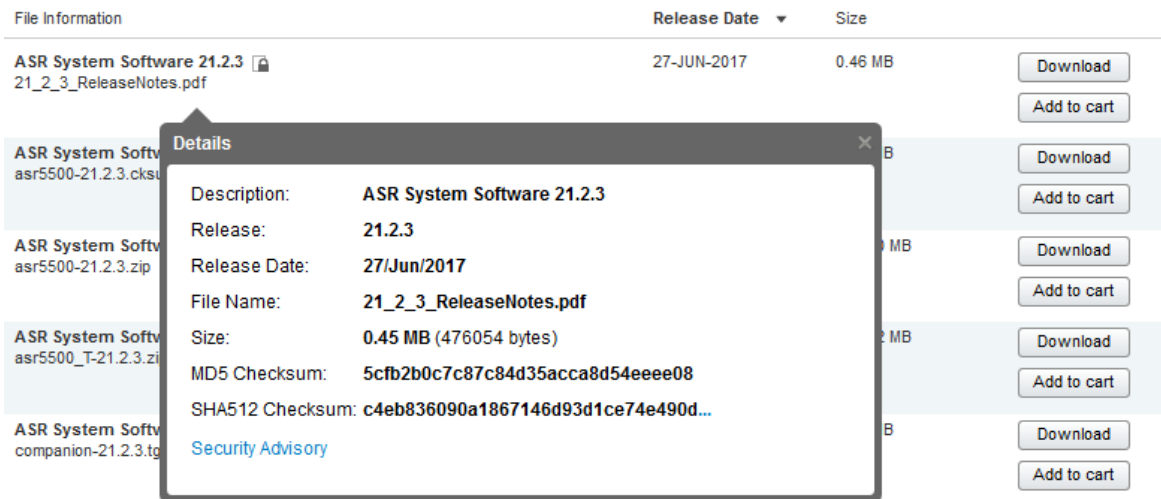 File Information Release Date Size
ASR System Software 21.2.3 27-JUN-2017 0.46 MB Download
21_2_3_ReleaseNotes.pdf
Add to cart
Details
ASR System Softw B Download
asr5500-21.2.3.cksu
Description: ASR System Software 21.2.3
Add to cart
Release: 21.2.3
ASR System Softw MB Download
asr5500-21.2.3.zip
Release Date: 27/Jun/2017
File Name: 21_2_3_ReleaseNotes.pdf
Add to cart
ASR System Softw MB Download
Size: 0.45 MB (476054 bytes)
asr5500_T-21.2.3.zi
MD5 Checksum: 5cfb2b0c7c87c84d35acca8d54eeee08
Add to cart
SHA512 Checksum: c4eb836090a1867146d93d1ce74e490d...
ASR System Softw B Download
Security Advisory
companion-21.2.3.tg
Add to cart